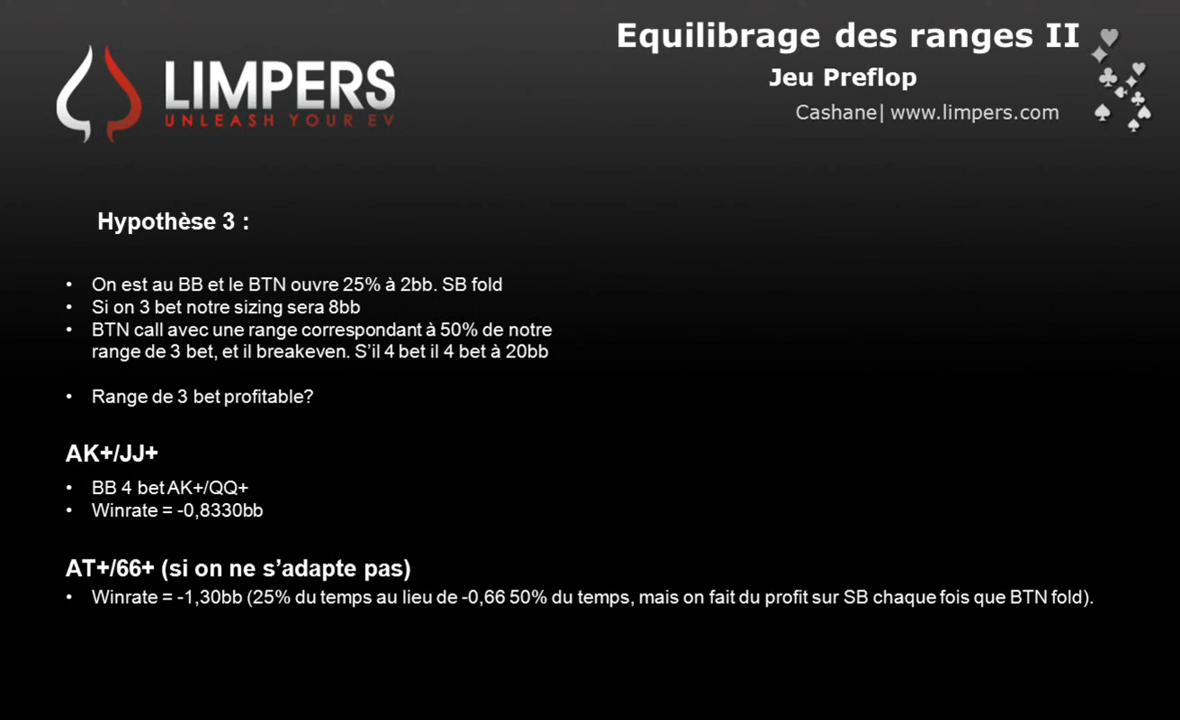 Equilibrage des ranges II
LIMPERS
UNLEASH YOUR EV
Jeu Preflop
Cashane| www.limpers.com
Hypothèse 3 :
• On est au BB et le BTN ouvre 25% à 2bb. SB fold
• Si on 3 bet notre sizing sera 8bb
• BTN call avec une range correspondant à 50% de notre
range de 3 bet, et il breakeven. S'il 4 bet il 4 bet à 20bb
• Range de 3 bet profitable?
AK+/JJ+
• BB 4 bet AK+/QQ+
• Winrate = -0,8330bb
AT+/66+ (si on ne s'adapte pas)
• Winrate = -1,30bb (25% du temps au lieu de -0,66 50% du temps, mais on fait du profit sur SB chaque fois que BTN fold).